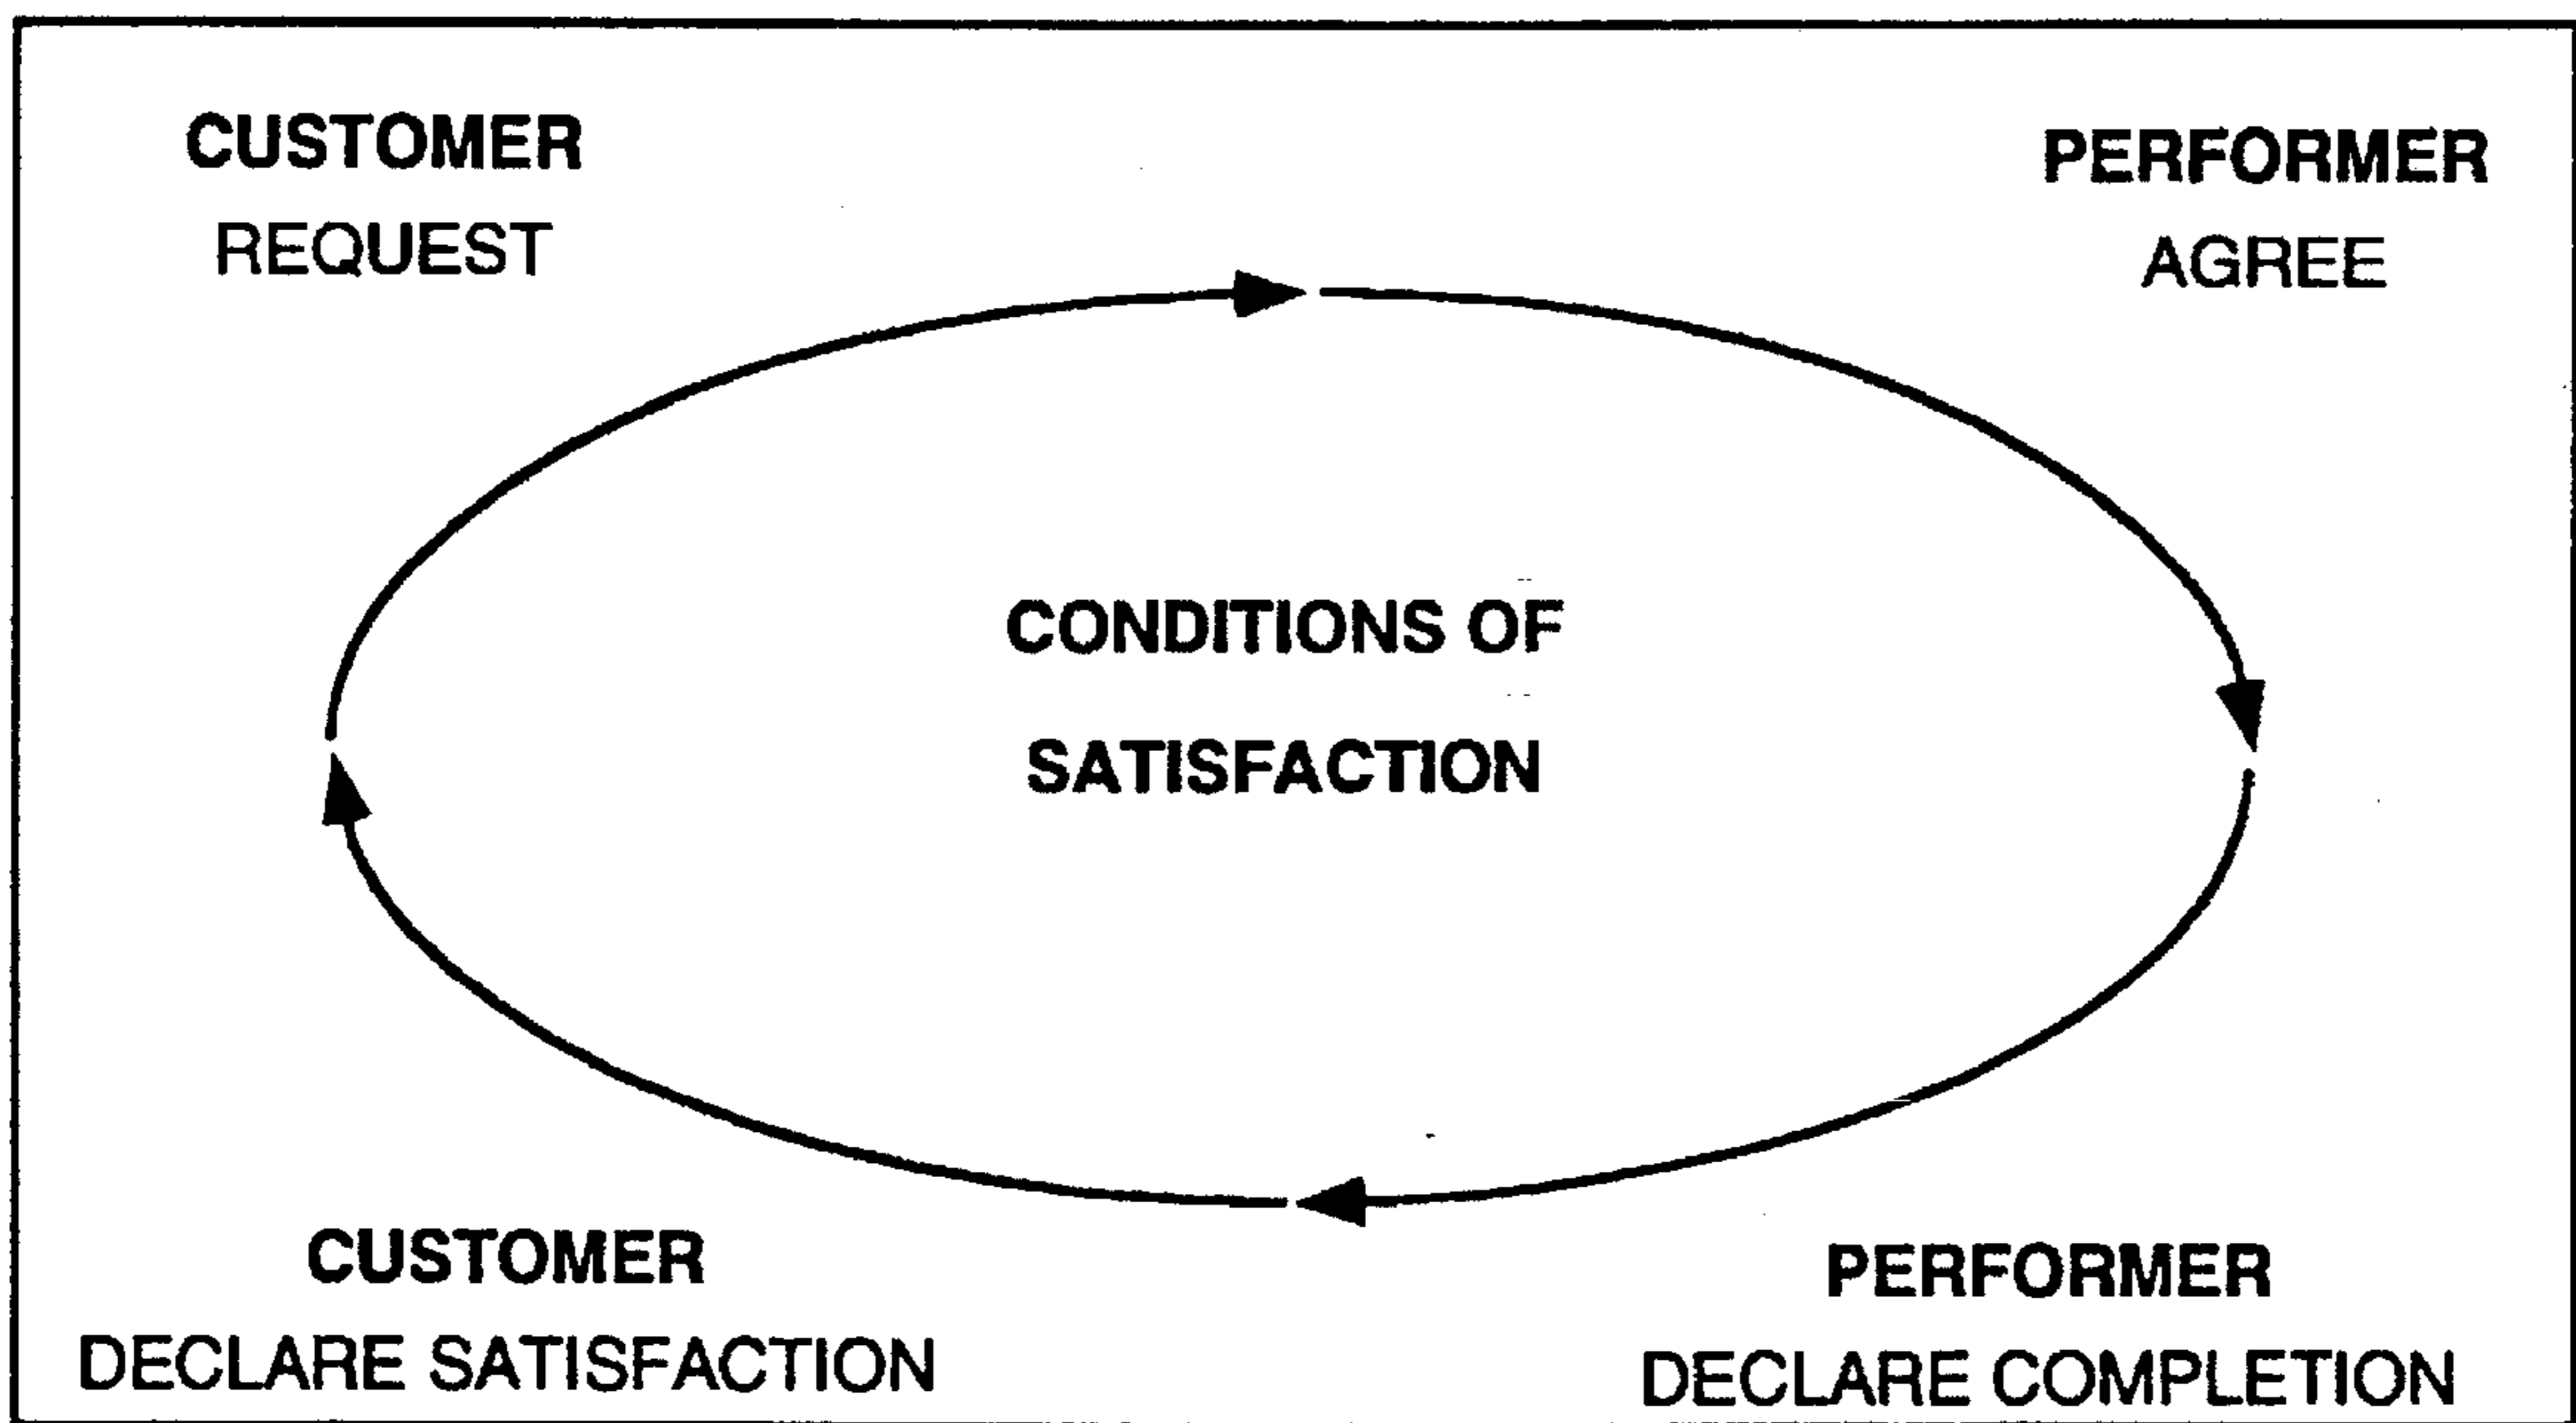 CUSTOMER
REQUEST
PERFORMER
AGREE
CONDITIONS OF
SATISFACTION
CUSTOMER
DECLARE SATISFACTION
PERFORMER
DECLARE COMPLETION